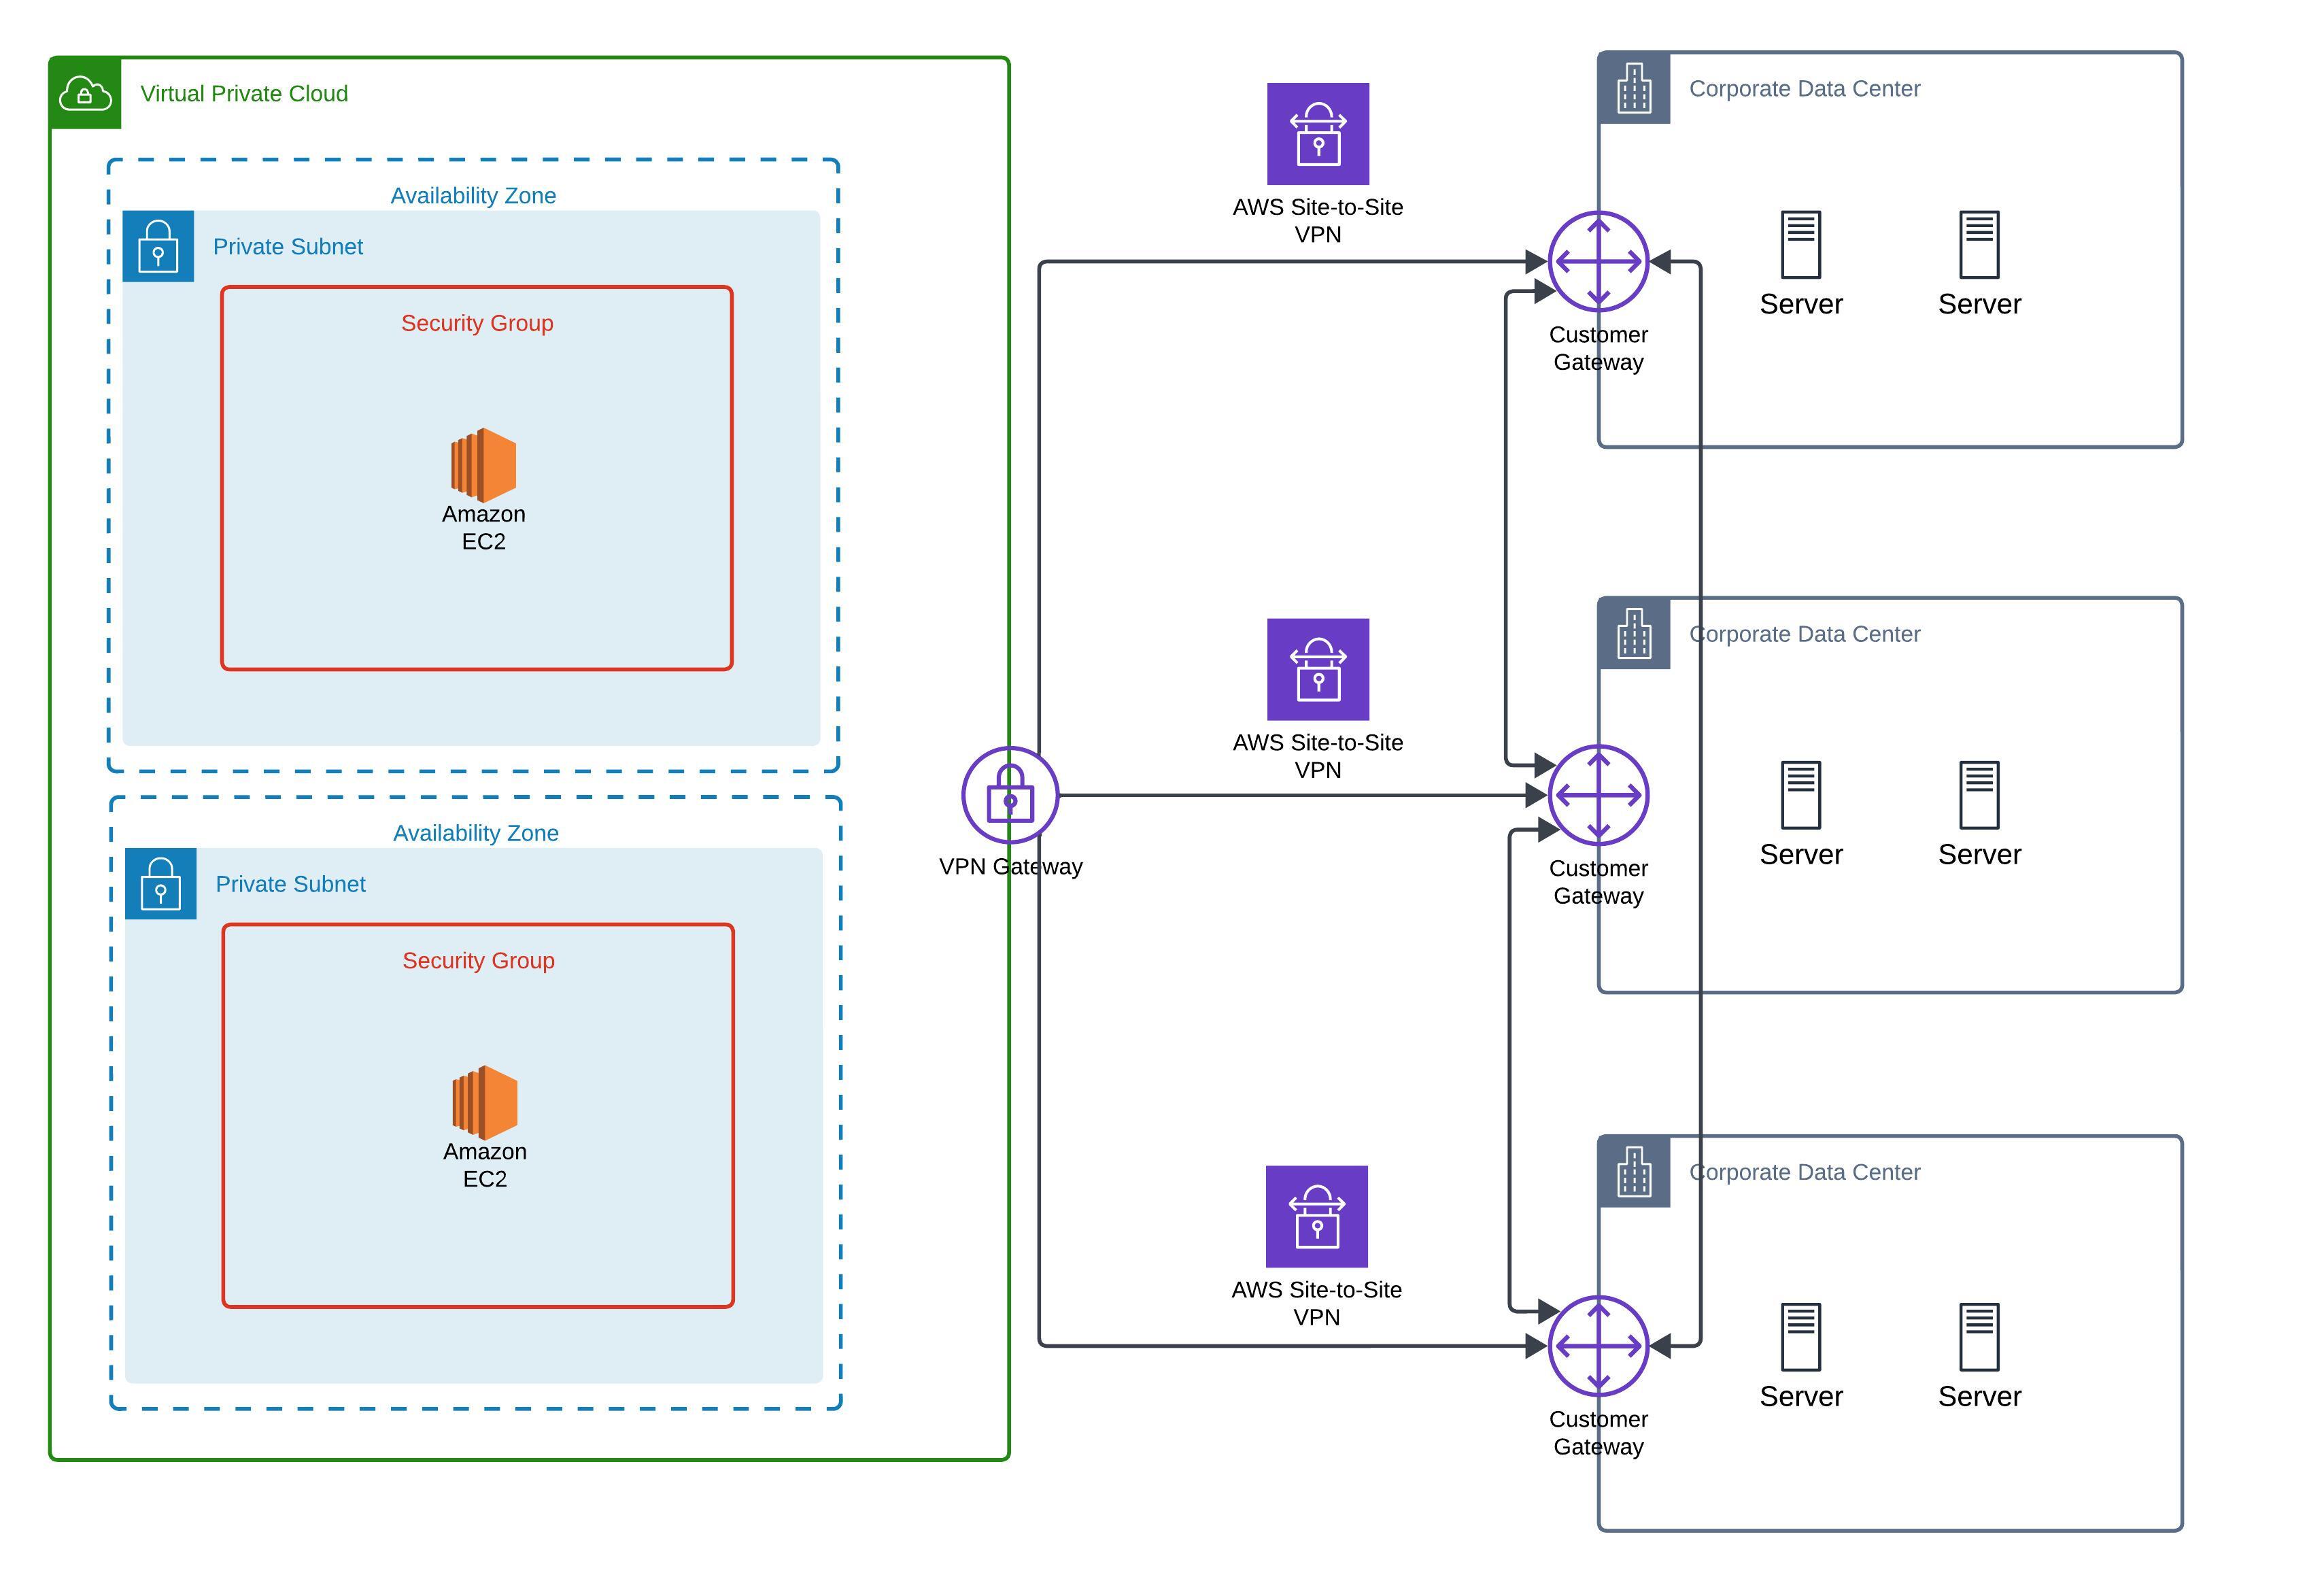 Virtual Private Cloud
Availability Zone
Private Subnet
Security Group
Amazon
EC2
Availability Zone
Private Subnet
Security Group
Amazon
EC2
VPN Gateway
AWS Site-to-Site
VPN
AWS Site-to-Site
VPN
AWS Site-to-Site
VPN
Corporate Data Center
Customer
Gateway
Server
Server
Corporate Data Center
Customer
Gateway
Server
Server
Corporate Data Center
Customer
Gateway
Server
Server